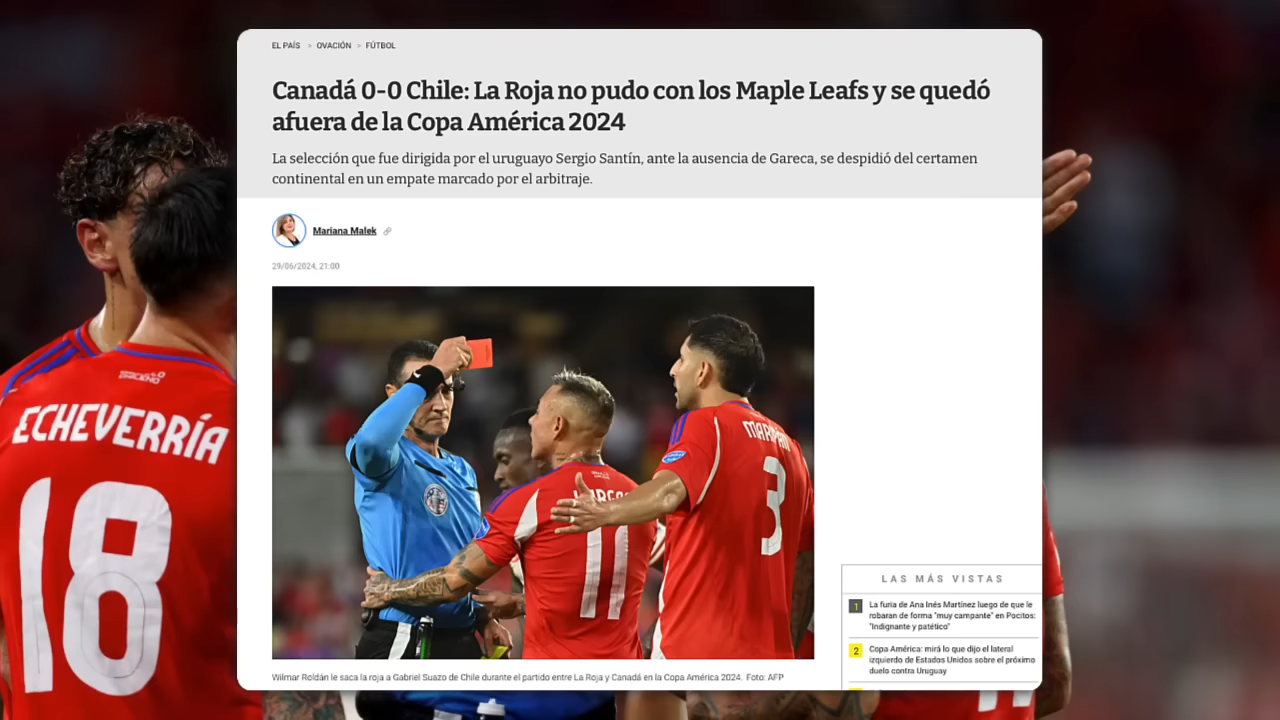 EL PAÍS > OVACIÓN > FÚTBOL
Canadá 0-0 Chile: La Roja no pudo con los Maple Leafs y se quedó
afuera de la Copa América 2024
La selección que fue dirigida por el uruguayo Sergio Santín, ante la ausencia de Gareca, se despidió del certamen
continental en un empate marcado por el arbitraje.
Mariana Malek
29/06/2024, 21:00
ECHEVERRÍA
18
11
3
Wilmar Roldán le saca la roja a Gabriel Suazo de Chile durante el partido entre La Roja y Canadá en la Copa América 2024. Foto: AFP
LAS MÁS VISTAS
1
La furia de Ana Inés Martínez luego de que le
robaran de forma "muy campante" en Pocitos:
"Indignante y patético"
2
Copa América: mirá lo que dijo el lateral
izquierdo de Estados Unidos sobre el próximo
duelo contra Uruguay